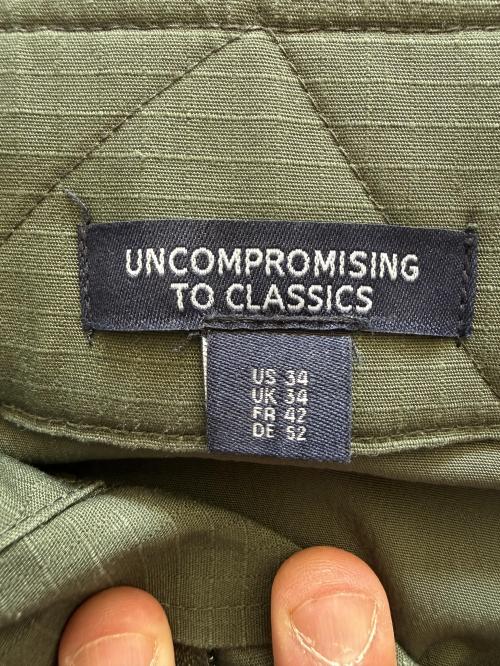 UNCOMPROMISING
TO CLASSICS
US 34
UK 34
FR 42
DE 52